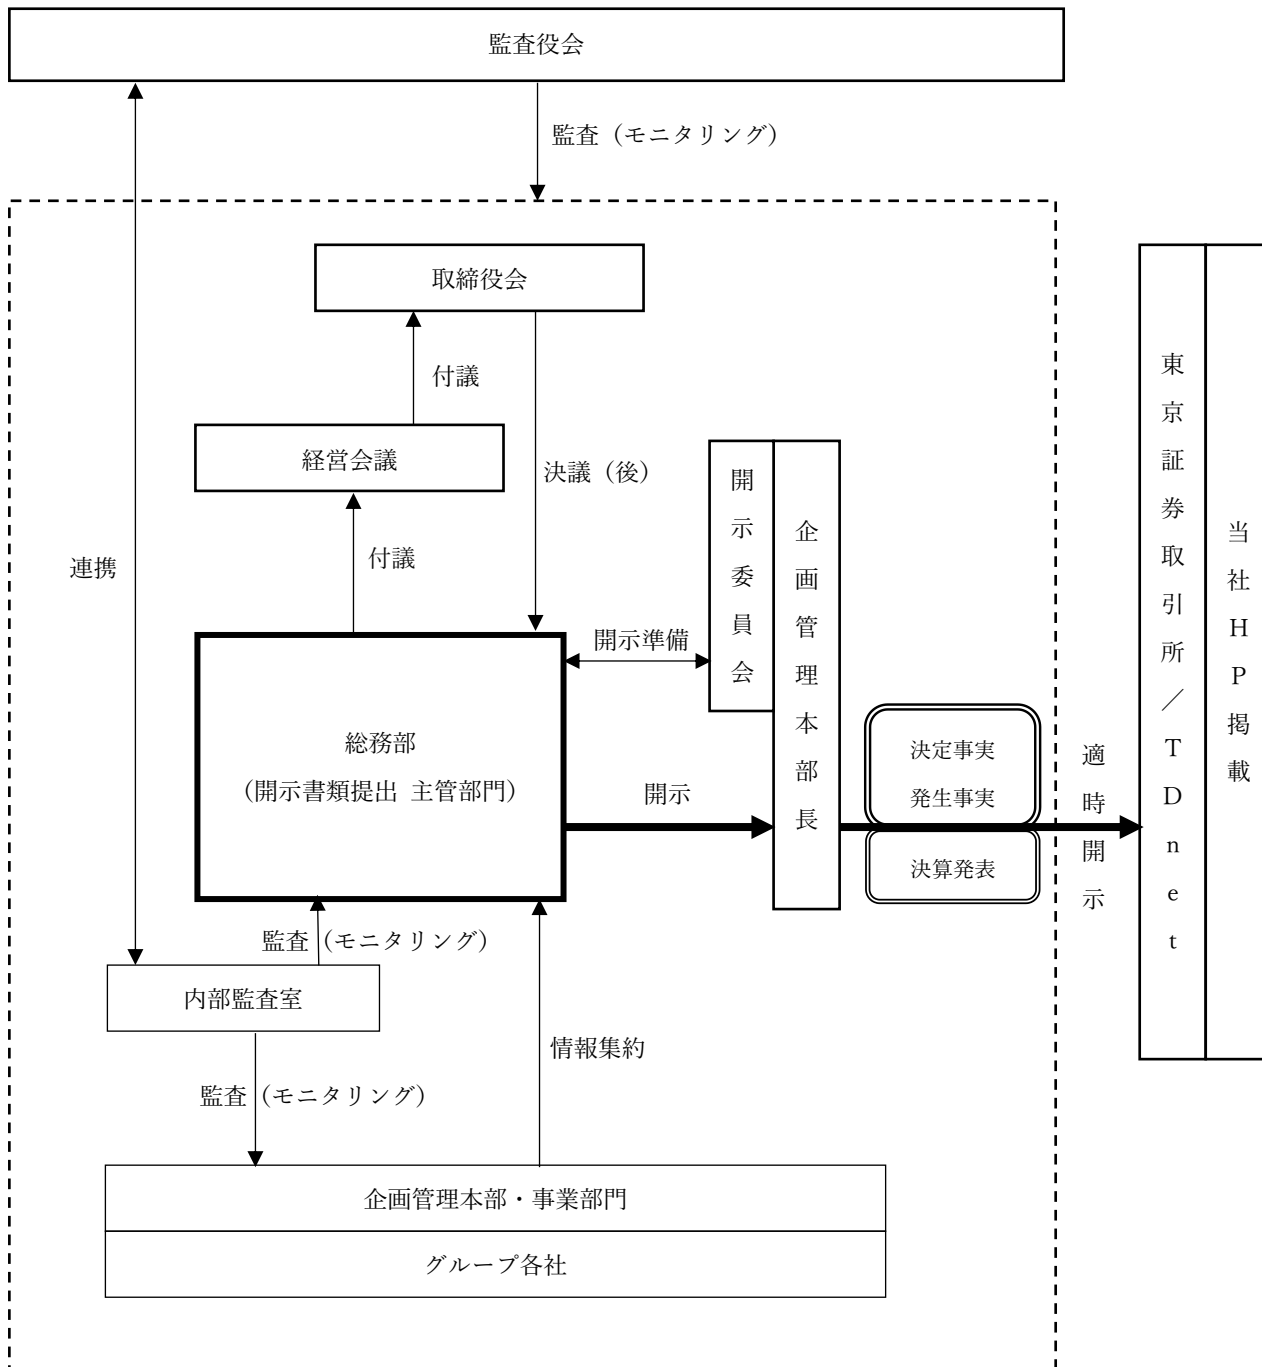 監査役会
監査（モニタリング）
取締役会
付議
経営会議
決議（後）
付議
連携
開示準備
開示委員会
企画管理本部長
総務部
（開示書類提出 主管部門）
開示
決定事実
発生事実
決算発表
適時開示
東京証券取引所／TDnet
当社HP掲載
監査（モニタリング）
内部監査室
情報集約
監査（モニタリング）
企画管理本部・事業部門
グループ各社